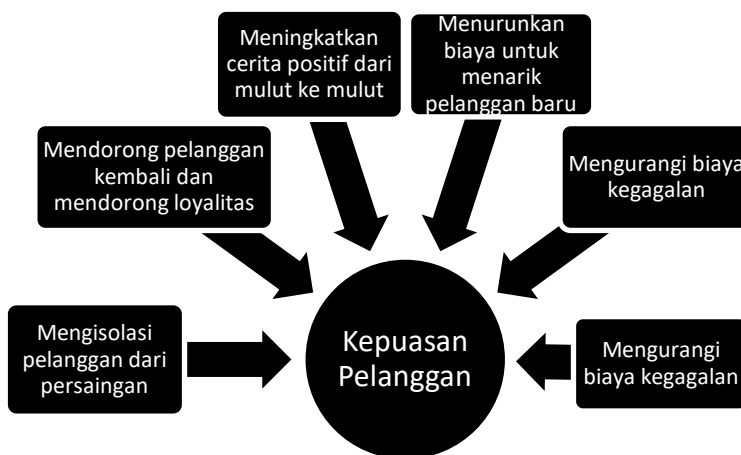 Mengisolasi
pelanggan dari
persaingan
Mendorong pelanggan
kembali dan
mendorong loyalitas
Meningkatkan
cerita positif dari
mulut ke mulut
Menurunkan
biaya untuk
menarik
pelanggan baru
Mengurangi biaya
kegagalan
Mengurangi
biaya kegagalan
Kepuasan
Pelanggan